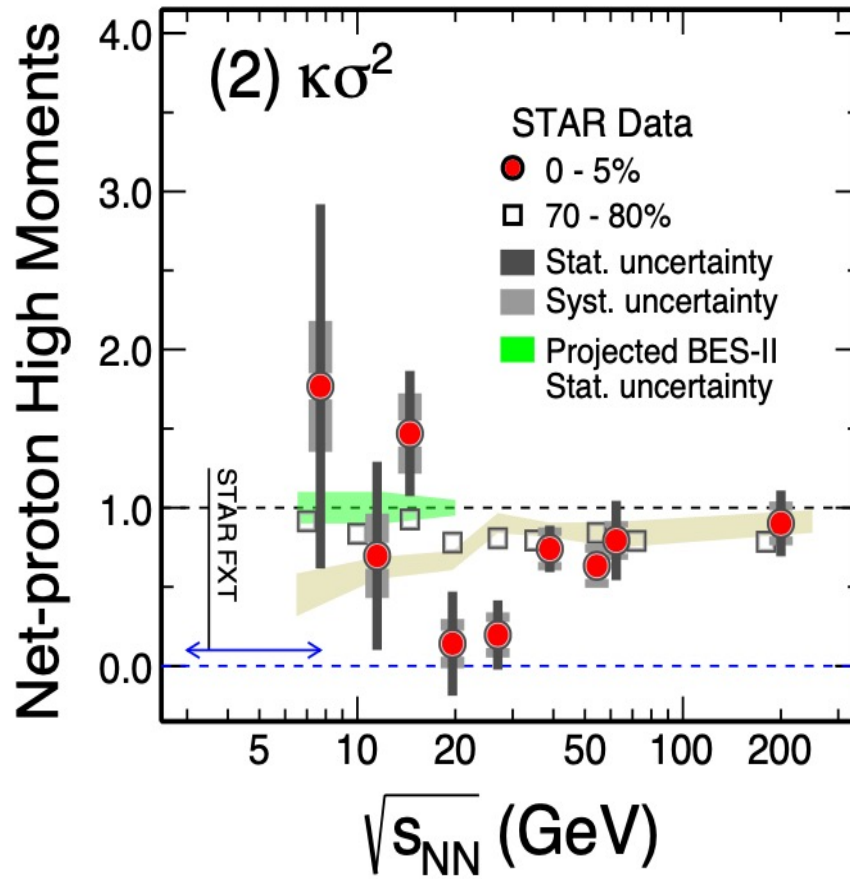 Net-proton High Moments
4.0
3.0
2.0
1.0
0.0
(2) κσ²
STAR Data
0 - 5%
70 - 80%
Stat. uncertainty
Syst. uncertainty
Projected BES-II
Stat. uncertainty
STAR FXT
5 10 20 50 100 200
√sNN (GeV)